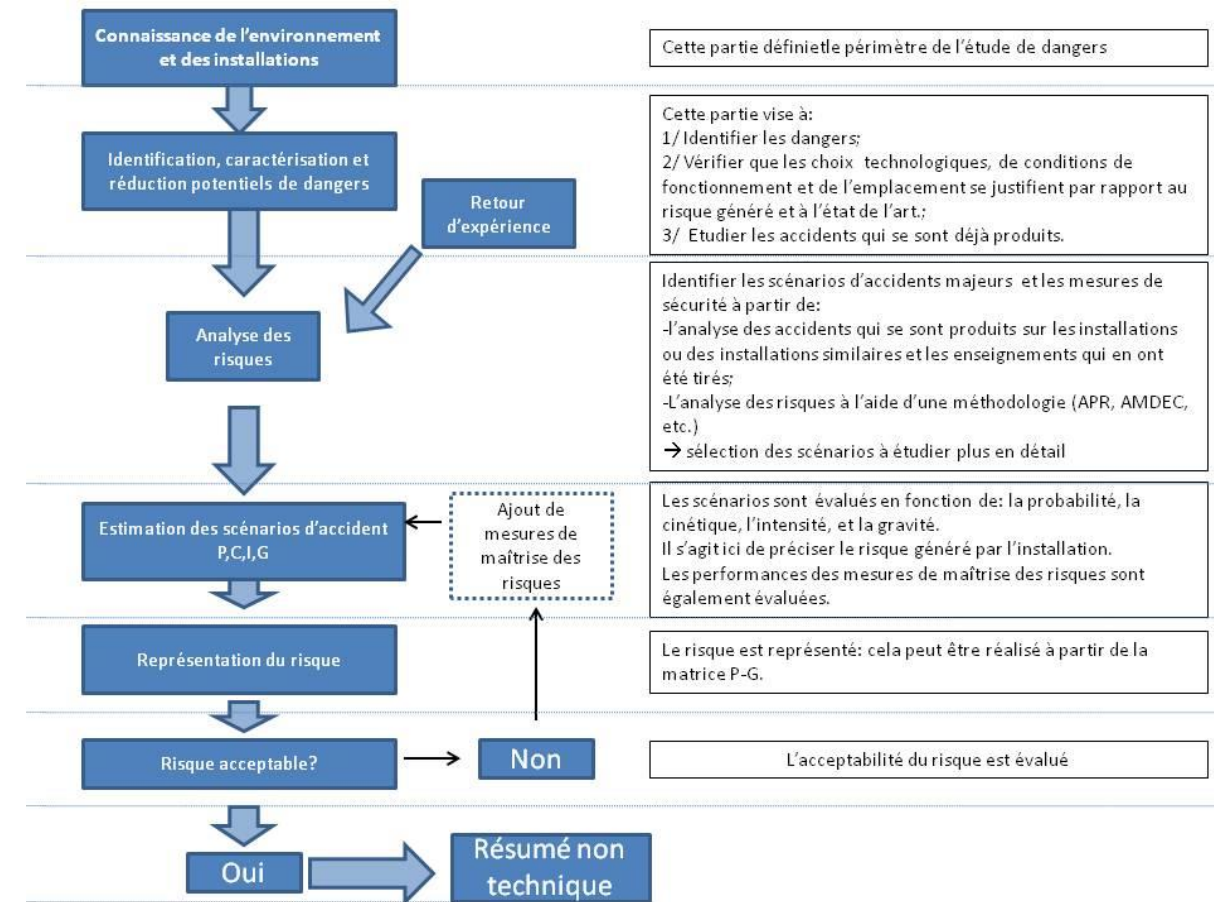 Connaissance de l'environnement
et des installations
Cette partie définietle périmètre de l'étude de dangers
Identification, caractérisation et
réduction potentiels de dangers
Retour
d'expérience
Cette partie vise à:
1/ Identifier les dangers;
2/ Vérifier que les choix technologiques, de conditions de
fonctionnement et de l'emplacement se justifient par rapport au
risque généré et à l'état de l'art.;
3/ Etudier les accidents qui se sont déjà produits.
Analyse des
risques
Identifier les scénarios d'accidents majeurs et les mesures de
sécurité à partir de:
-l'analyse des accidents qui se sont produits sur les installations
ou des installations similaires et les enseignements qui en ont
été tirés;
-L'analyse des risques à l'aide d'une méthodologie (APR, AMDEC,
etc.)
→ sélection des scénarios à étudier plus en détail
Estimation des scénarios d'accident
P,C,I,G
Ajout de
mesures de
maîtrise des
risques
Les scénarios sont évalués en fonction de: la probabilité, la
cinétique, l'intensité, et la gravité.
Il s'agit ici de préciser le risque généré par l'installation.
Les performances des mesures de maîtrise des risques sont
également évaluées.
Représentation du risque
Le risque est représenté: cela peut être réalisé à partir de la
matrice P-G.
Risque acceptable?
Non
L'acceptabilité du risque est évalué
Oui
Résumé non
technique